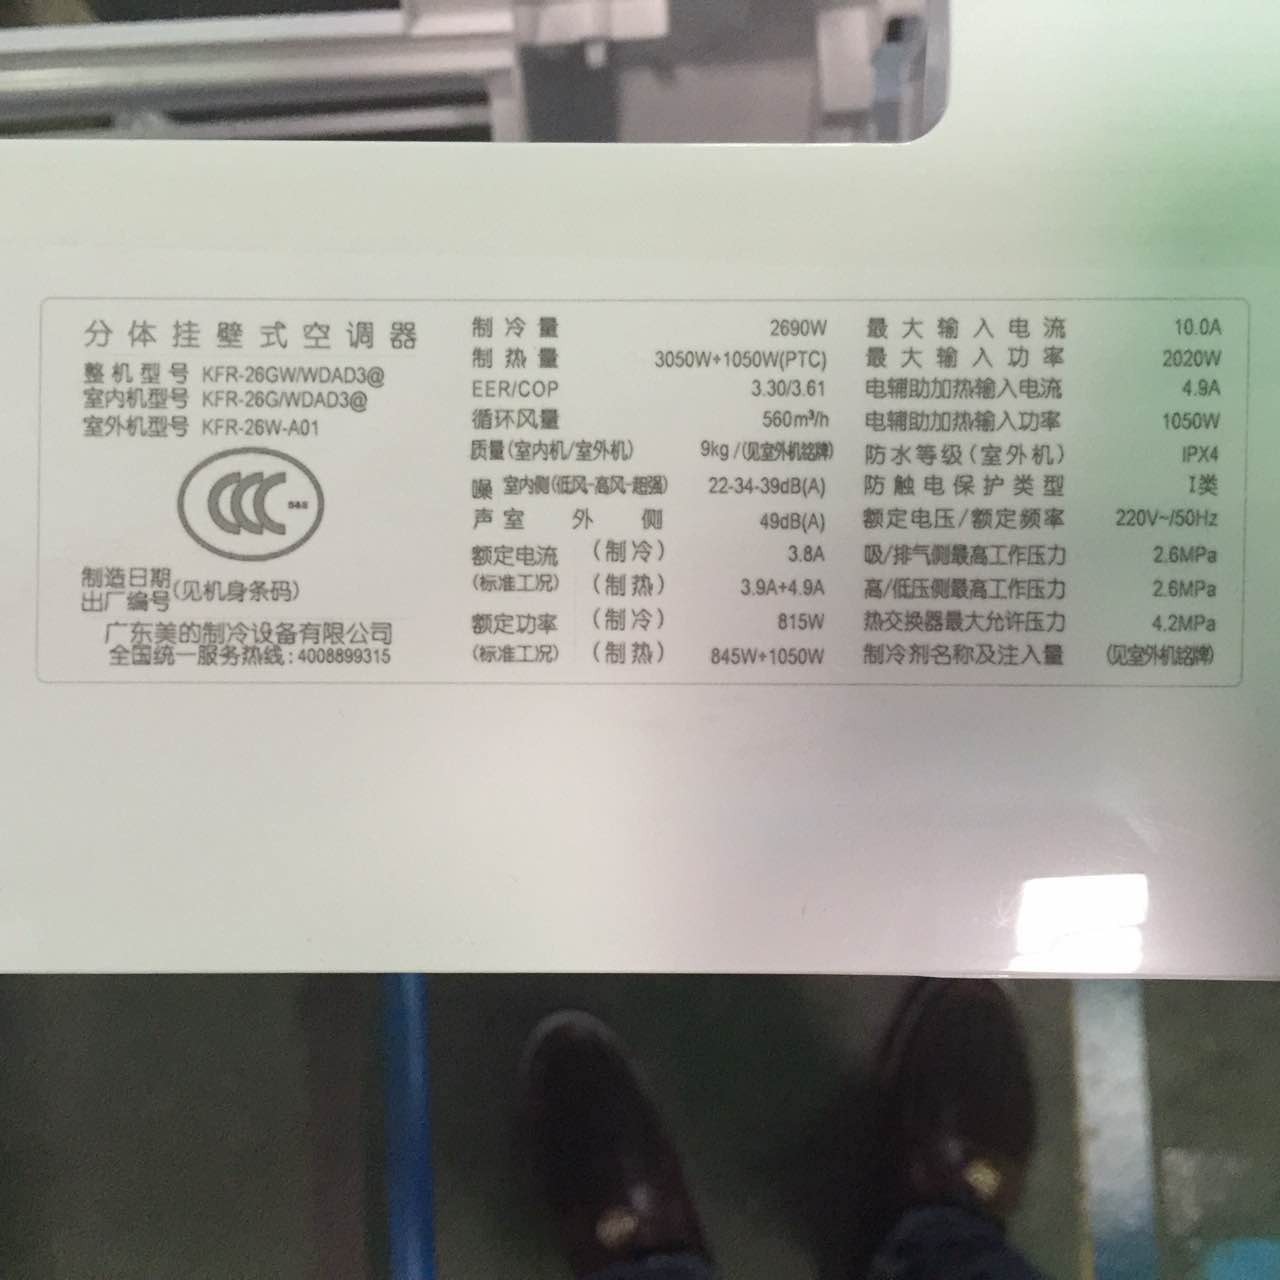 分体挂壁式空调器
整机型号 KFR-26GW/WDAD3@
室内机型号 KFR-26G/WDAD3@
室外机型号 KFR-26W-A01
CCC S&E
制造日期
出厂编号 (见机身条码)
广东美的制冷设备有限公司
全国统一服务热线:4008899315
制冷量 2690W
制热量 3050W+1050W(PTC)
EER/COP 3.30/3.61
循环风量 560m³/h
质量(室内机/室外机) 9kg/(见室外机铭牌)
噪 室内侧(低风-高风-超强) 22-34-39dB(A)
声 室外侧 49dB(A)
额定电流 (制冷) 3.8A
(标准工况) (制热) 3.9A+4.9A
额定功率 (制冷) 815W
(标准工况) (制热) 845W+1050W
最大输入电流 10.0A
最大输入功率 2020W
电辅助加热输入电流 4.9A
电辅助加热输入功率 1050W
防水等级(室外机) IPX4
防触电保护类型 I类
额定电压/额定频率 220V~/50Hz
吸/排气侧最高工作压力 2.6MPa
高/低压侧最高工作压力 2.6MPa
热交换器最大允许压力 4.2MPa
制冷剂名称及注入量 (见室外机铭牌)